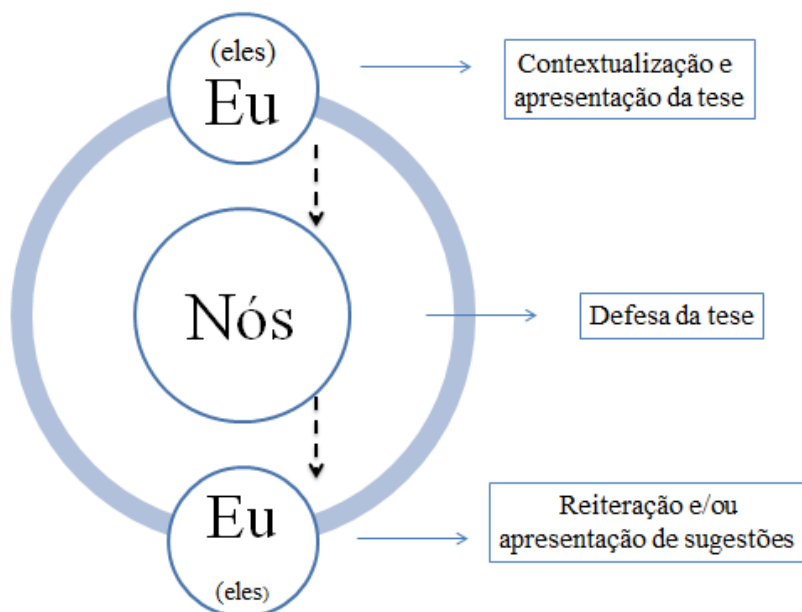 (eles)
Eu
Contextualização e
apresentação da tese
Nós
Defesa da tese
Eu
(eles)
Reiteração e/ou
apresentação de sugestões